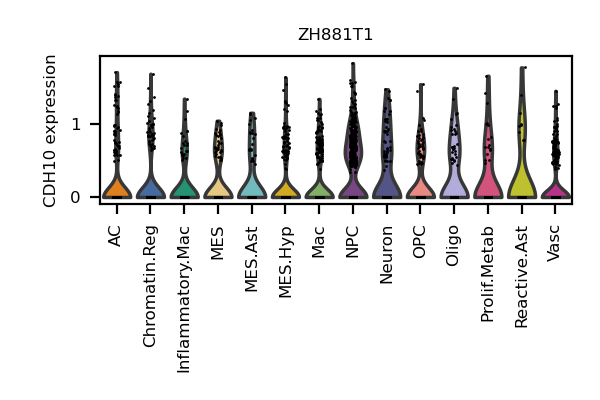 ZH881T1
CDH10 expression
1
0
AC
Chromatin.Reg
Inflammatory.Mac
MES
MES.Ast
MES.Hyp
Mac
NPC
Neuron
OPC
Oligo
Prolif.Metab
Reactive.Ast
Vasc